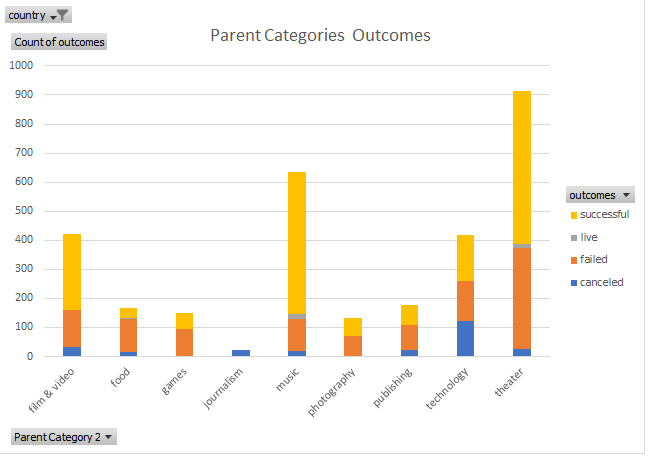 country
Count of outcomes
Parent Categories Outcomes
1000
900
800
700
600
500
400
300
200
100
0
film & video
food
games
journalism
music
photography
publishing
technology
theater
outcomes
successful
live
failed
canceled
Parent Category 2